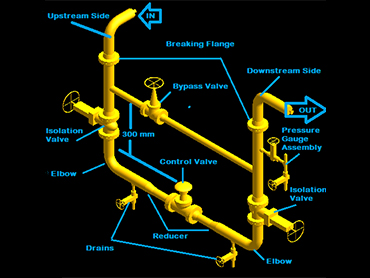 Upstream Side
IN
Breaking Flange
Downstream Side
Bypass Valve
OUT
Isolation
Valve
300 mm
Pressure
Gauge
Assembly
Control Valve
Elbow
Isolation
Valve
Reducer
Drains
Elbow